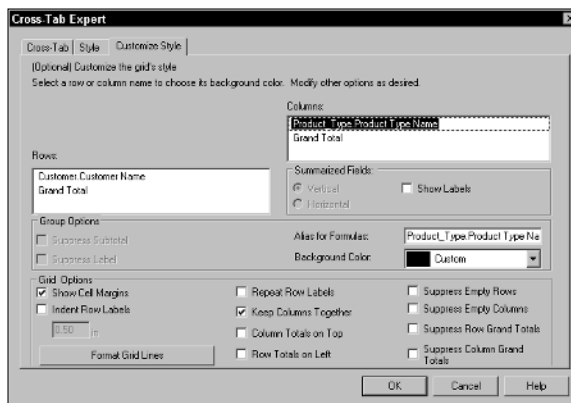 Cross-Tab Expert
Cross-Tab Style Customize Style
(Optional) Customize the grid's style
Select a row or column name to choose its background color. Modify other options as desired.
Columns:
Product_Type.Product Type Name
Grand Total
Rows:
Customer.Customer Name
Grand Total
Summarized Fields:
Vertical
Horizontal
Show Labels
Group Options
Suppress Subtotal
Suppress Label
Alias for Formulas: Product_Type.Product Type Na
Background Color: Custom
Grid Options
Show Cell Margins
Indent Row Labels
0.50 in
Format Grid Lines
Repeat Row Labels
Keep Columns Together
Column Totals on Top
Row Totals on Left
Suppress Empty Rows
Suppress Empty Columns
Suppress Row Grand Totals
Suppress Column Grand
Totals
OK Cancel Help